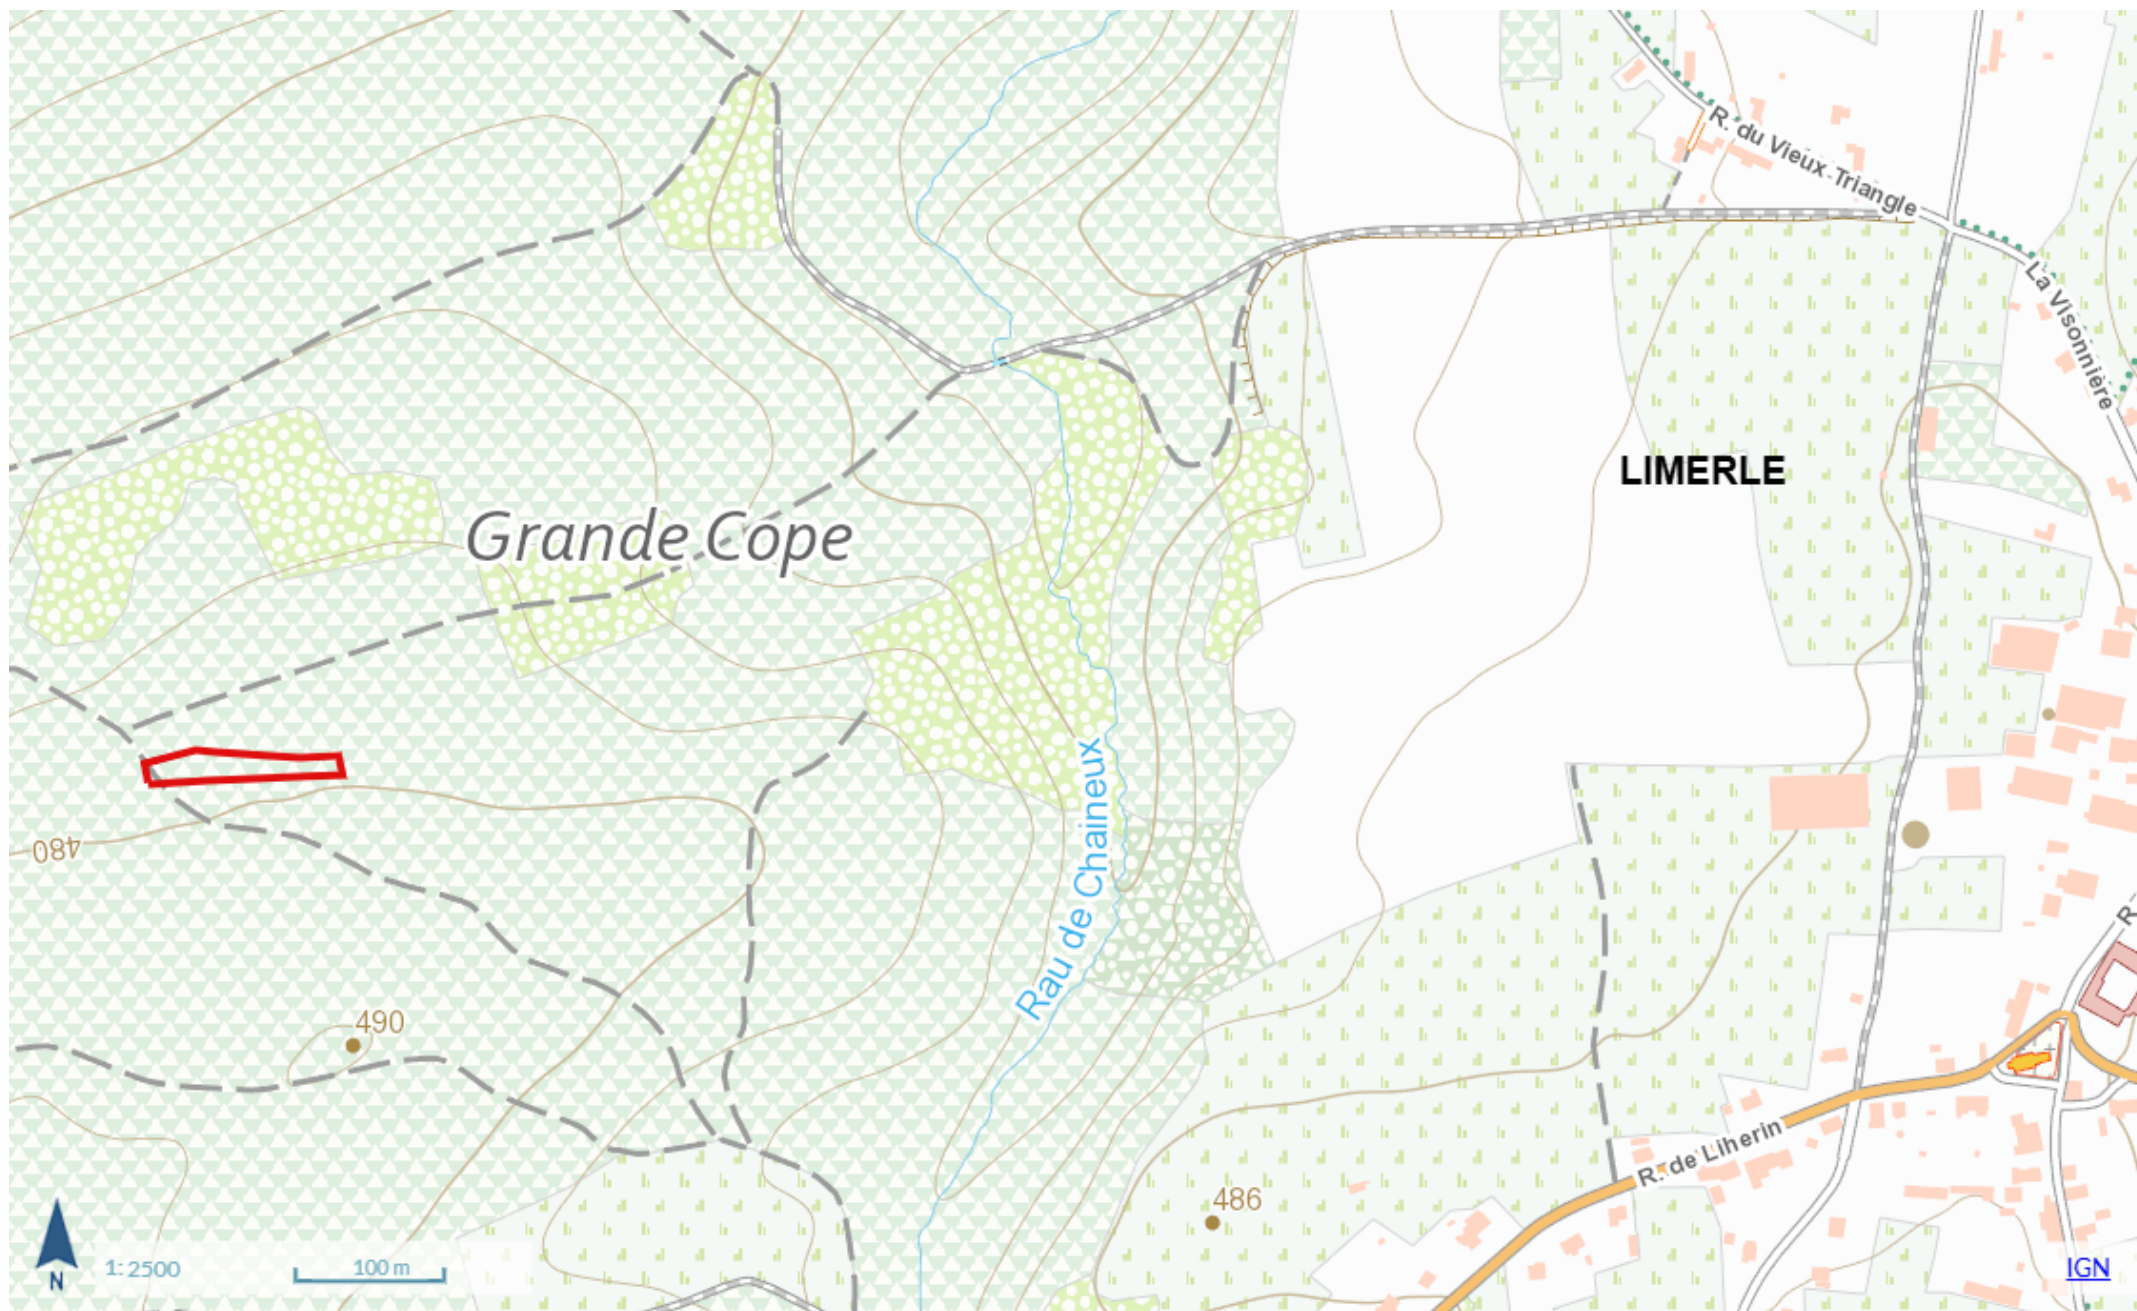 R. du Vieux-Triangle
La Visonnière
LIMERLE
Grande Cope
Rau de Chaineux
480
490
R
R. de Liherin
486
1:2500
100 m
N
IGN